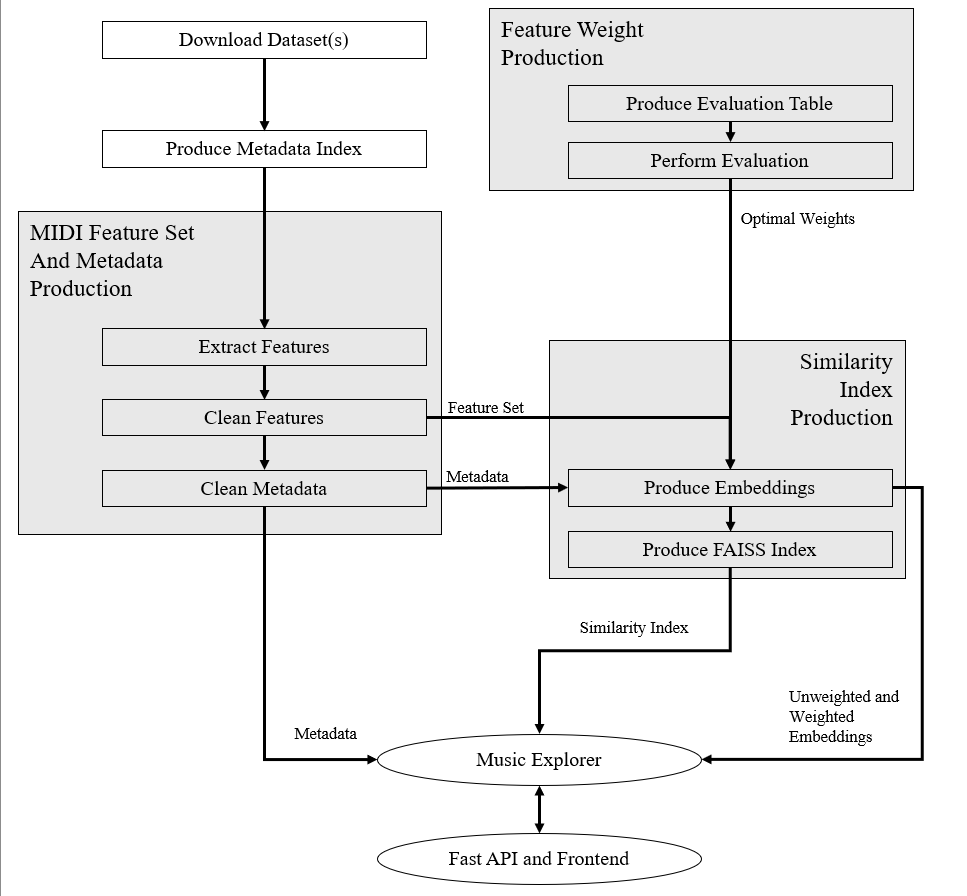 Download Dataset(s)
Produce Metadata Index
Feature Weight
Production
Produce Evaluation Table
Perform Evaluation
Optimal Weights
MIDI Feature Set
And Metadata
Production
Extract Features
Clean Features
Clean Metadata
Feature Set
Metadata
Similarity
Index
Production
Produce Embeddings
Produce FAISS Index
Similarity Index
Unweighted and
Weighted
Embeddings
Metadata
Music Explorer
Fast API and Frontend